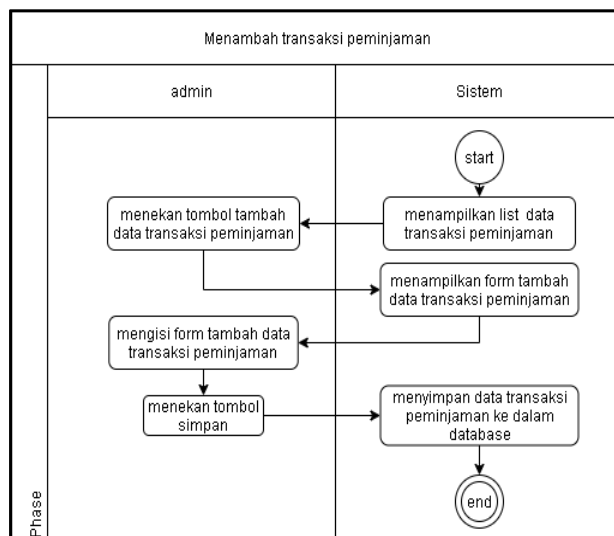 Menambah transaksi peminjaman
admin
Sistem
start
menampilkan list data
transaksi peminjaman
menekan tombol tambah
data transaksi peminjaman
menampilkan form tambah
data transaksi peminjaman
mengisi form tambah data
transaksi peminjaman
menekan tombol
simpan
menyimpan data transaksi
peminjaman ke dalam
database
end
Phase